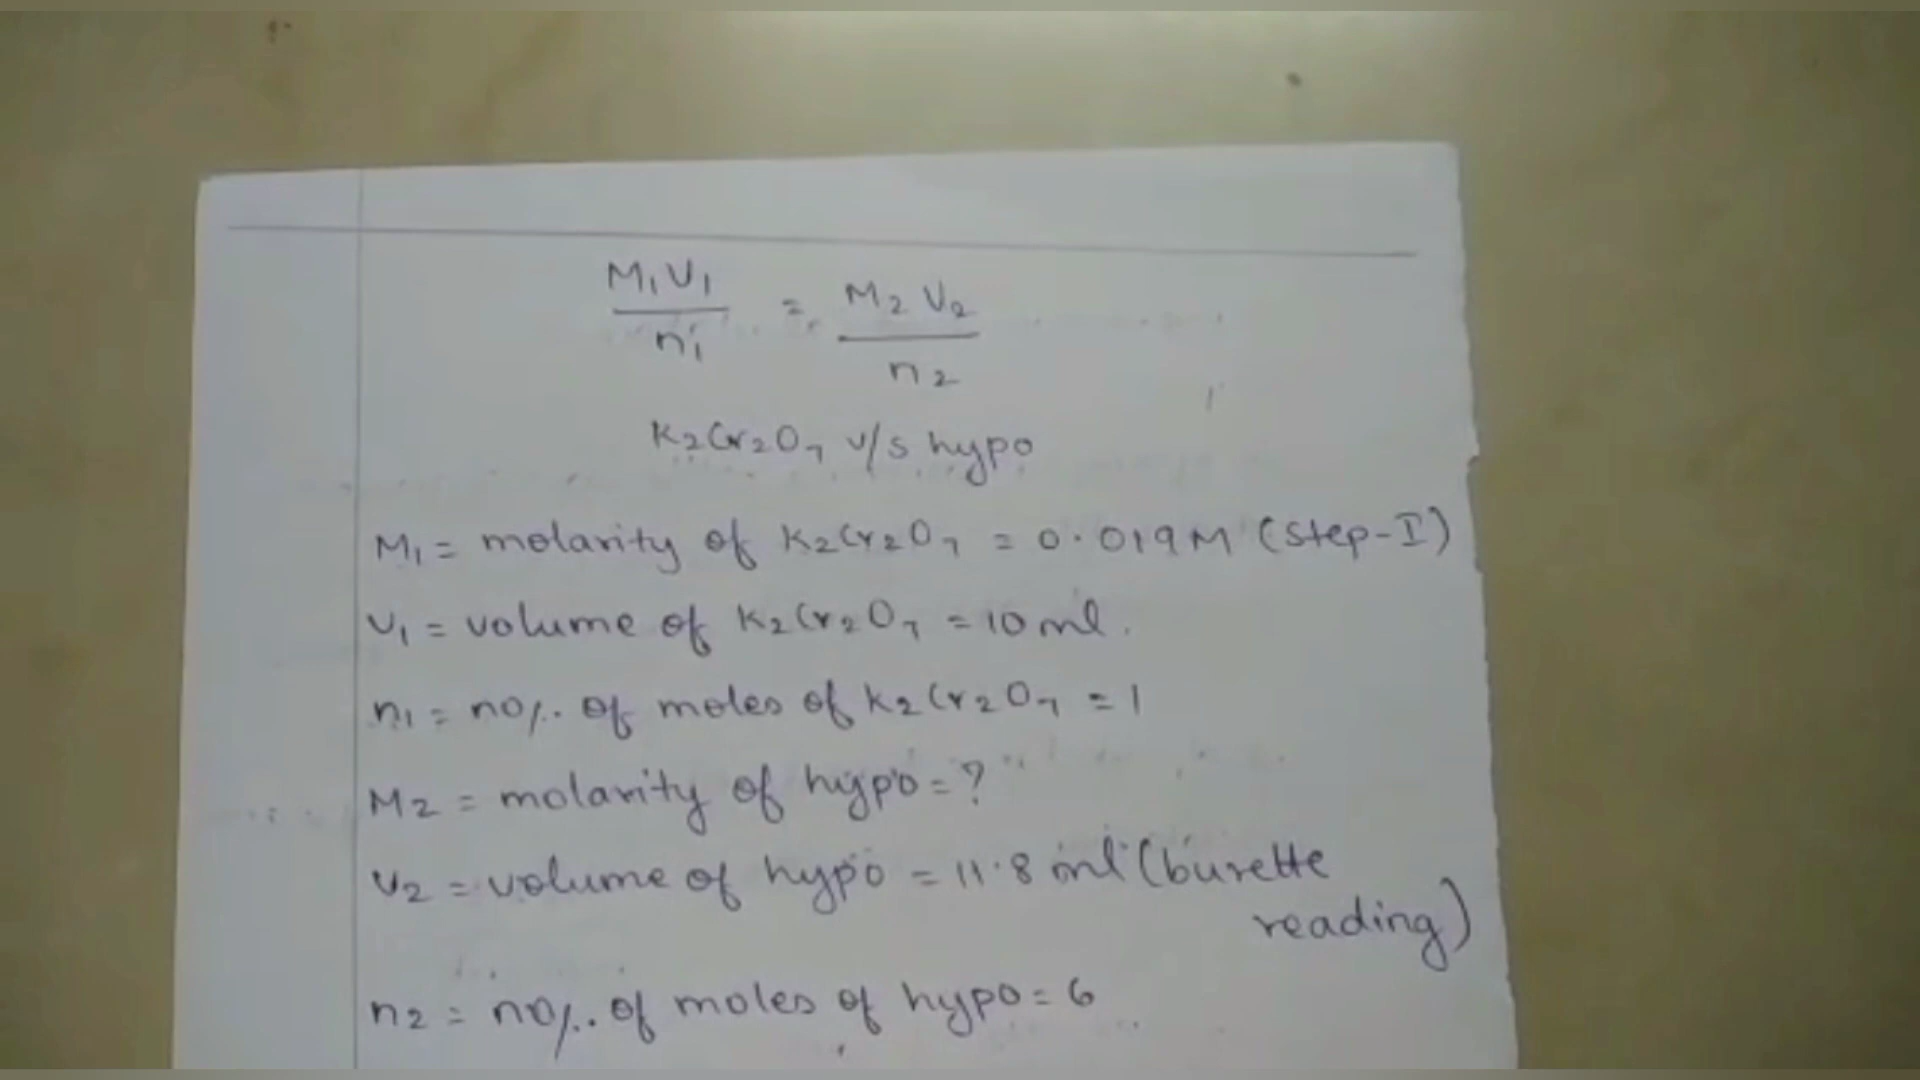 M₁V₁ = M₂V₂
n₁ n₂
K₂Cr₂O₇ v/s hypo
M₁ = molarity of K₂Cr₂O₇ = 0.019M (Step-I)
V₁ = volume of K₂Cr₂O₇ = 10 ml.
n₁ = no/. of moles of K₂Cr₂O₇ = 1
M₂ = molarity of hypo = ?
V₂ = volume of hypo = 11.8 ml (burette
reading)
n₂ = no/. of moles of hypo = 6